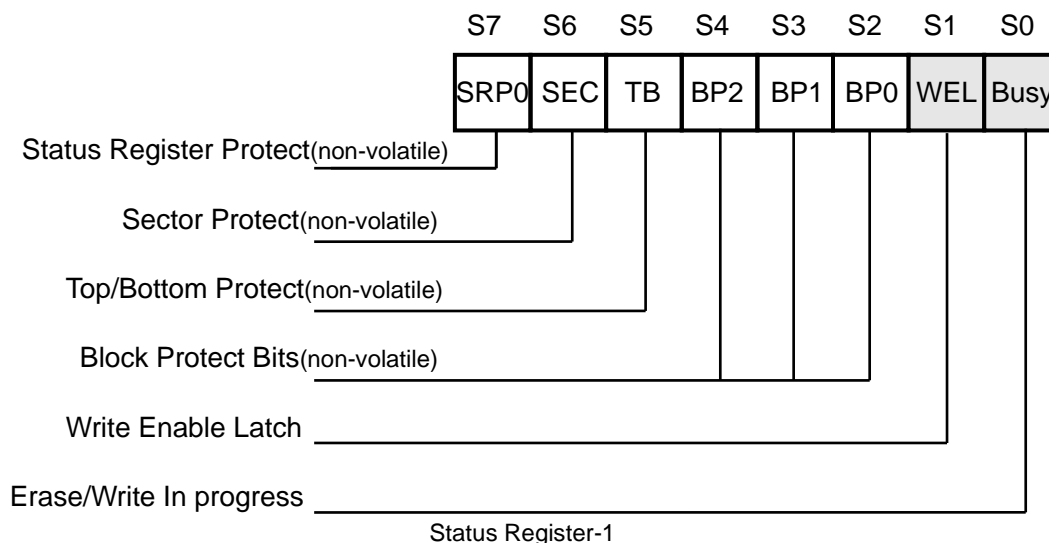 S7 S6 S5 S4 S3 S2 S1 S0
SRP0 SEC TB BP2 BP1 BP0 WEL Busy
Status Register Protect(non-volatile)
Sector Protect(non-volatile)
Top/Bottom Protect(non-volatile)
Block Protect Bits(non-volatile)
Write Enable Latch
Erase/Write In progress
Status Register-1